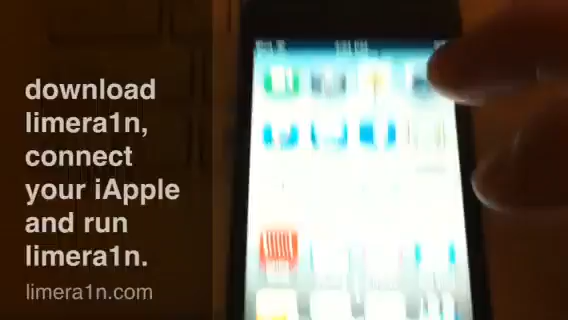 download
limera1n,
connect
your iApple
and run
limera1n.
limera1n.com